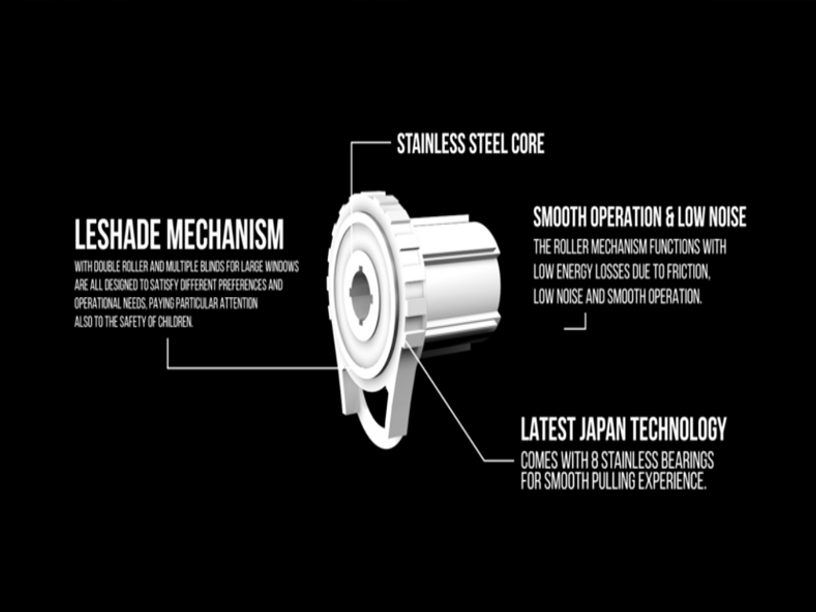 STAINLESS STEEL CORE
LESHADE MECHANISM
WITH DOUBLE ROLLER AND MULTIPLE BLINDS FOR LARGE WINDOWS
ARE ALL DESIGNED TO SATISFY DIFFERENT PREFERENCES AND
OPERATIONAL NEEDS, PAYING PARTICULAR ATTENTION
ALSO TO THE SAFETY OF CHILDREN.
SMOOTH OPERATION & LOW NOISE
THE ROLLER MECHANISM FUNCTIONS WITH
LOW ENERGY LOSSES DUE TO FRICTION,
LOW NOISE AND SMOOTH OPERATION.
LATEST JAPAN TECHNOLOGY
COMES WITH 8 STAINLESS BEARINGS
FOR SMOOTH PULLING EXPERIENCE.